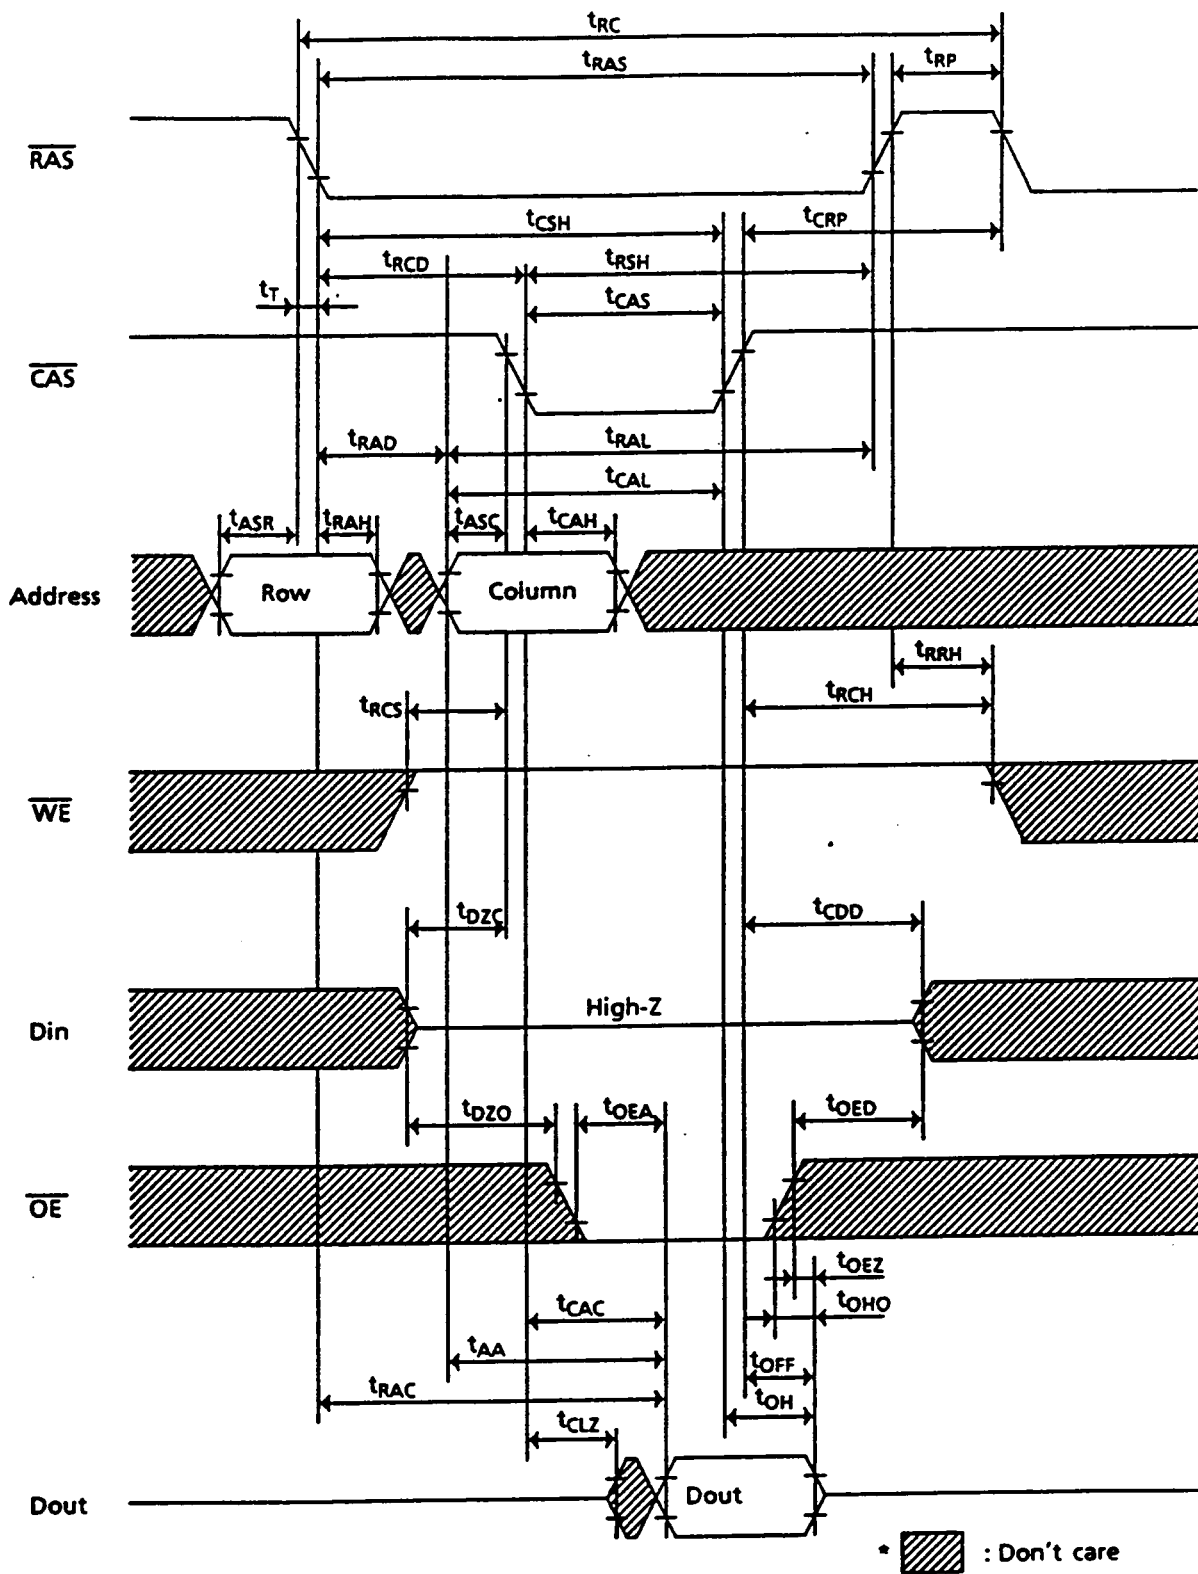 tRC
tRAS
tRP
RAS
tCSH
tCRP
tRCD
tRSH
tT
tCAS
CAS
tRAD
tRAL
tCAL
tASR
tRAH
tASC
tCAH
Address
Row
Column
tRRH
tRCS
tRCH
WE
tDZC
tCDD
Din
High-Z
tDZO
tOEA
tOED
OE
tOEZ
tCAC
tOHO
tAA
tOFF
tRAC
tOH
tCLZ
Dout
Dout
* : Don't care